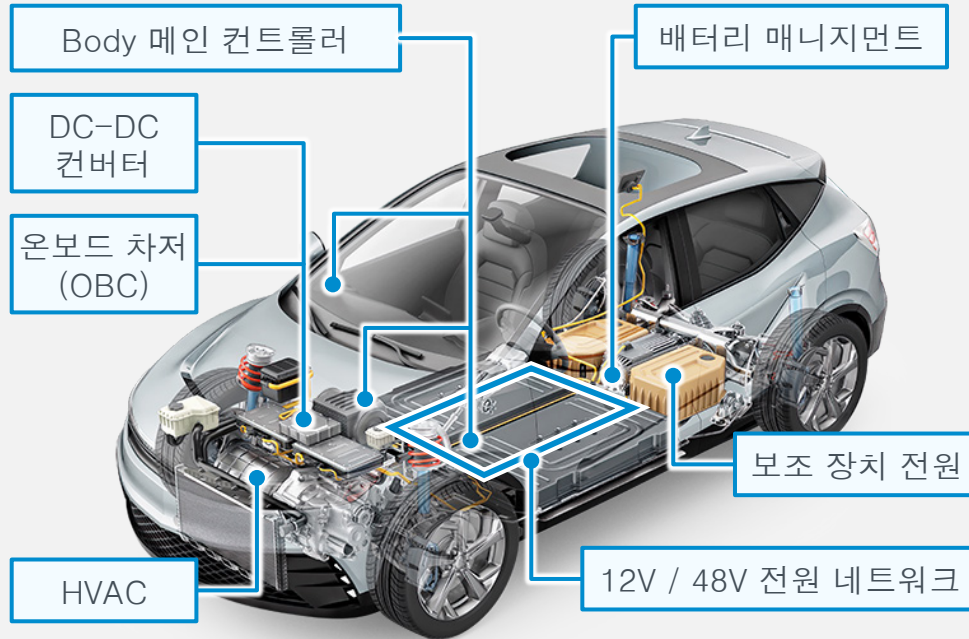 Body 메인 컨트롤러
배터리 매니지먼트
DC-DC
컨버터
온보드 차저
(OBC)
보조 장치 전원
HVAC
12V / 48V 전원 네트워크